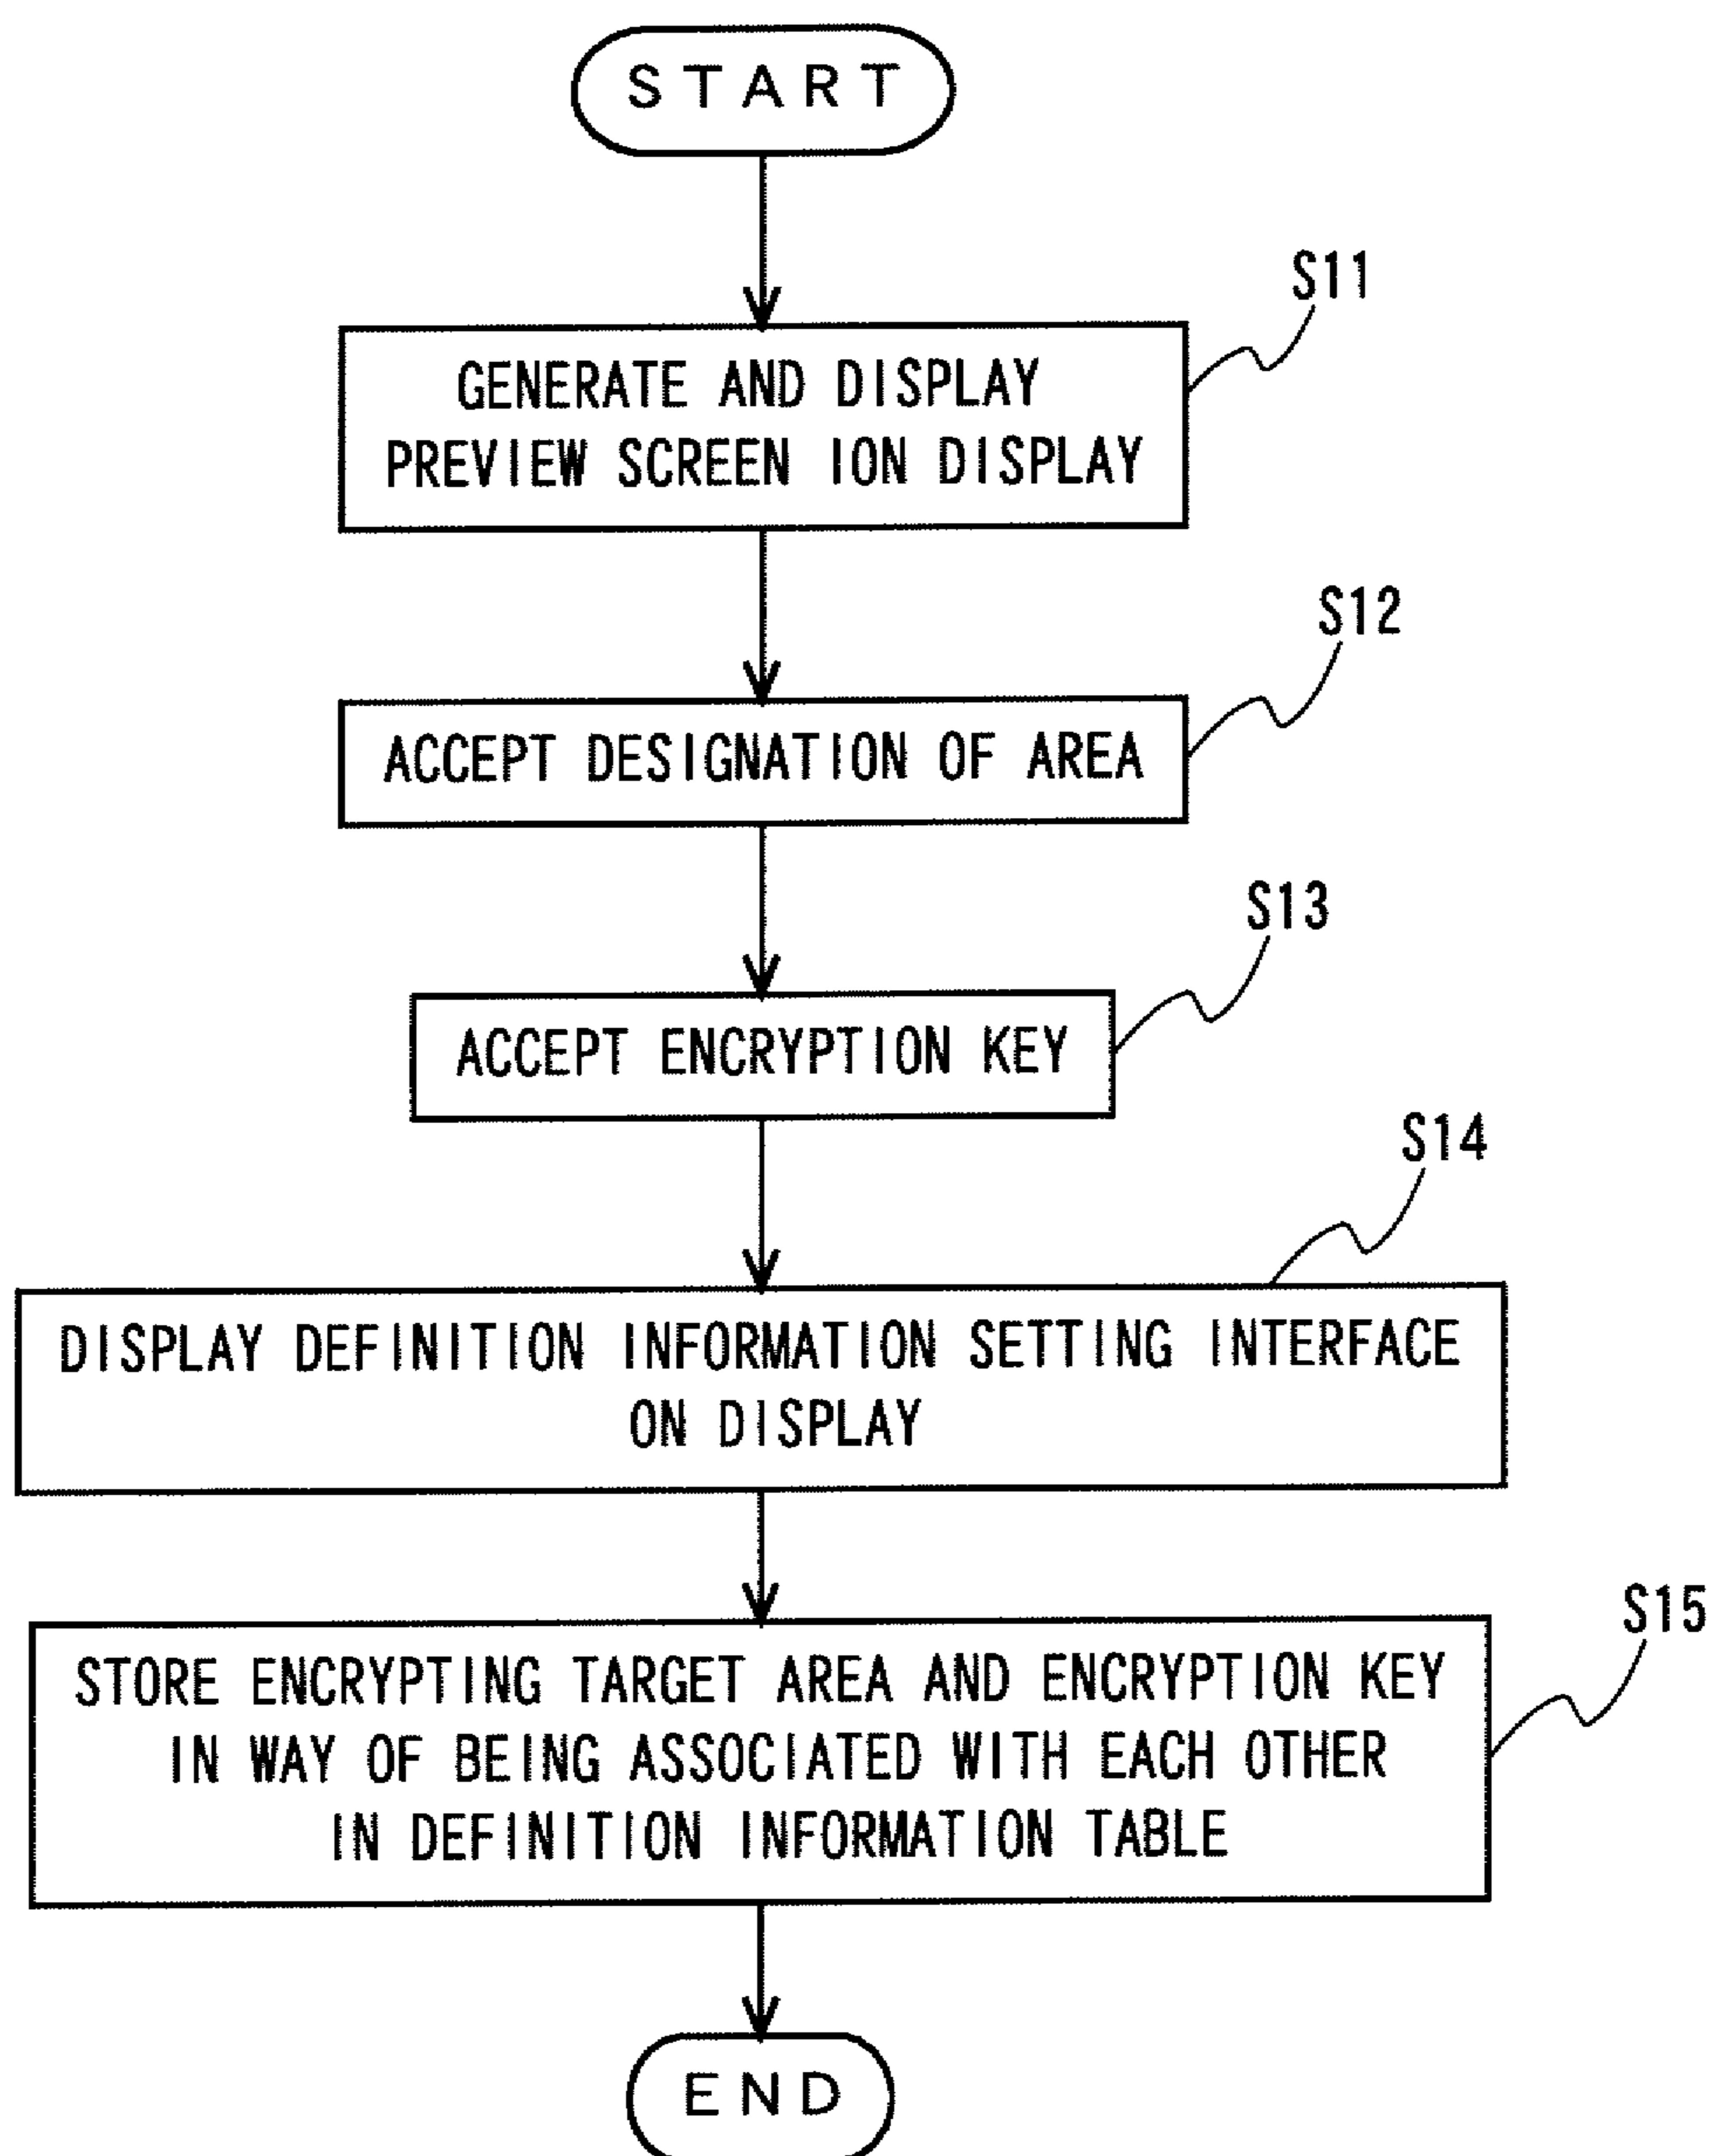 START
S11
GENERATE AND DISPLAY
PREVIEW SCREEN ION DISPLAY
S12
ACCEPT DESIGNATION OF AREA
S13
ACCEPT ENCRYPTION KEY
S14
DISPLAY DEFINITION INFORMATION SETTING INTERFACE
ON DISPLAY
S15
STORE ENCRYPTING TARGET AREA AND ENCRYPTION KEY
IN WAY OF BEING ASSOCIATED WITH EACH OTHER
IN DEFINITION INFORMATION TABLE
END